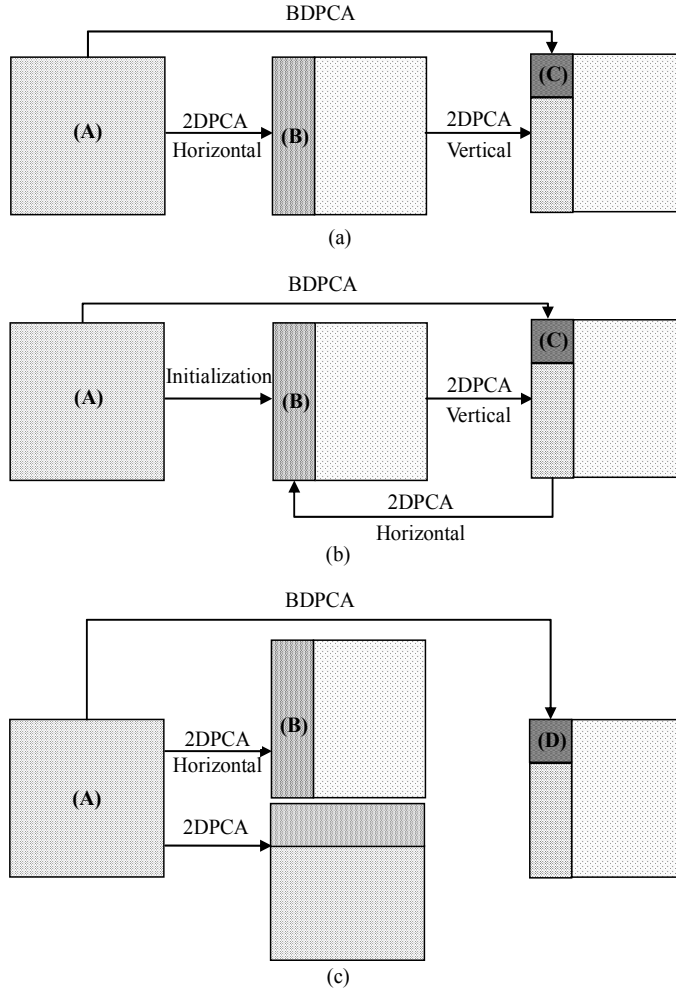 BDPCA
(A)
2DPCA
Horizontal
(B)
2DPCA
Vertical
(C)
(a)
BDPCA
(A)
Initialization
(B)
2DPCA
Vertical
(C)
2DPCA
Horizontal
(b)
BDPCA
(A)
2DPCA
Horizontal
(B)
2DPCA
(D)
(c)